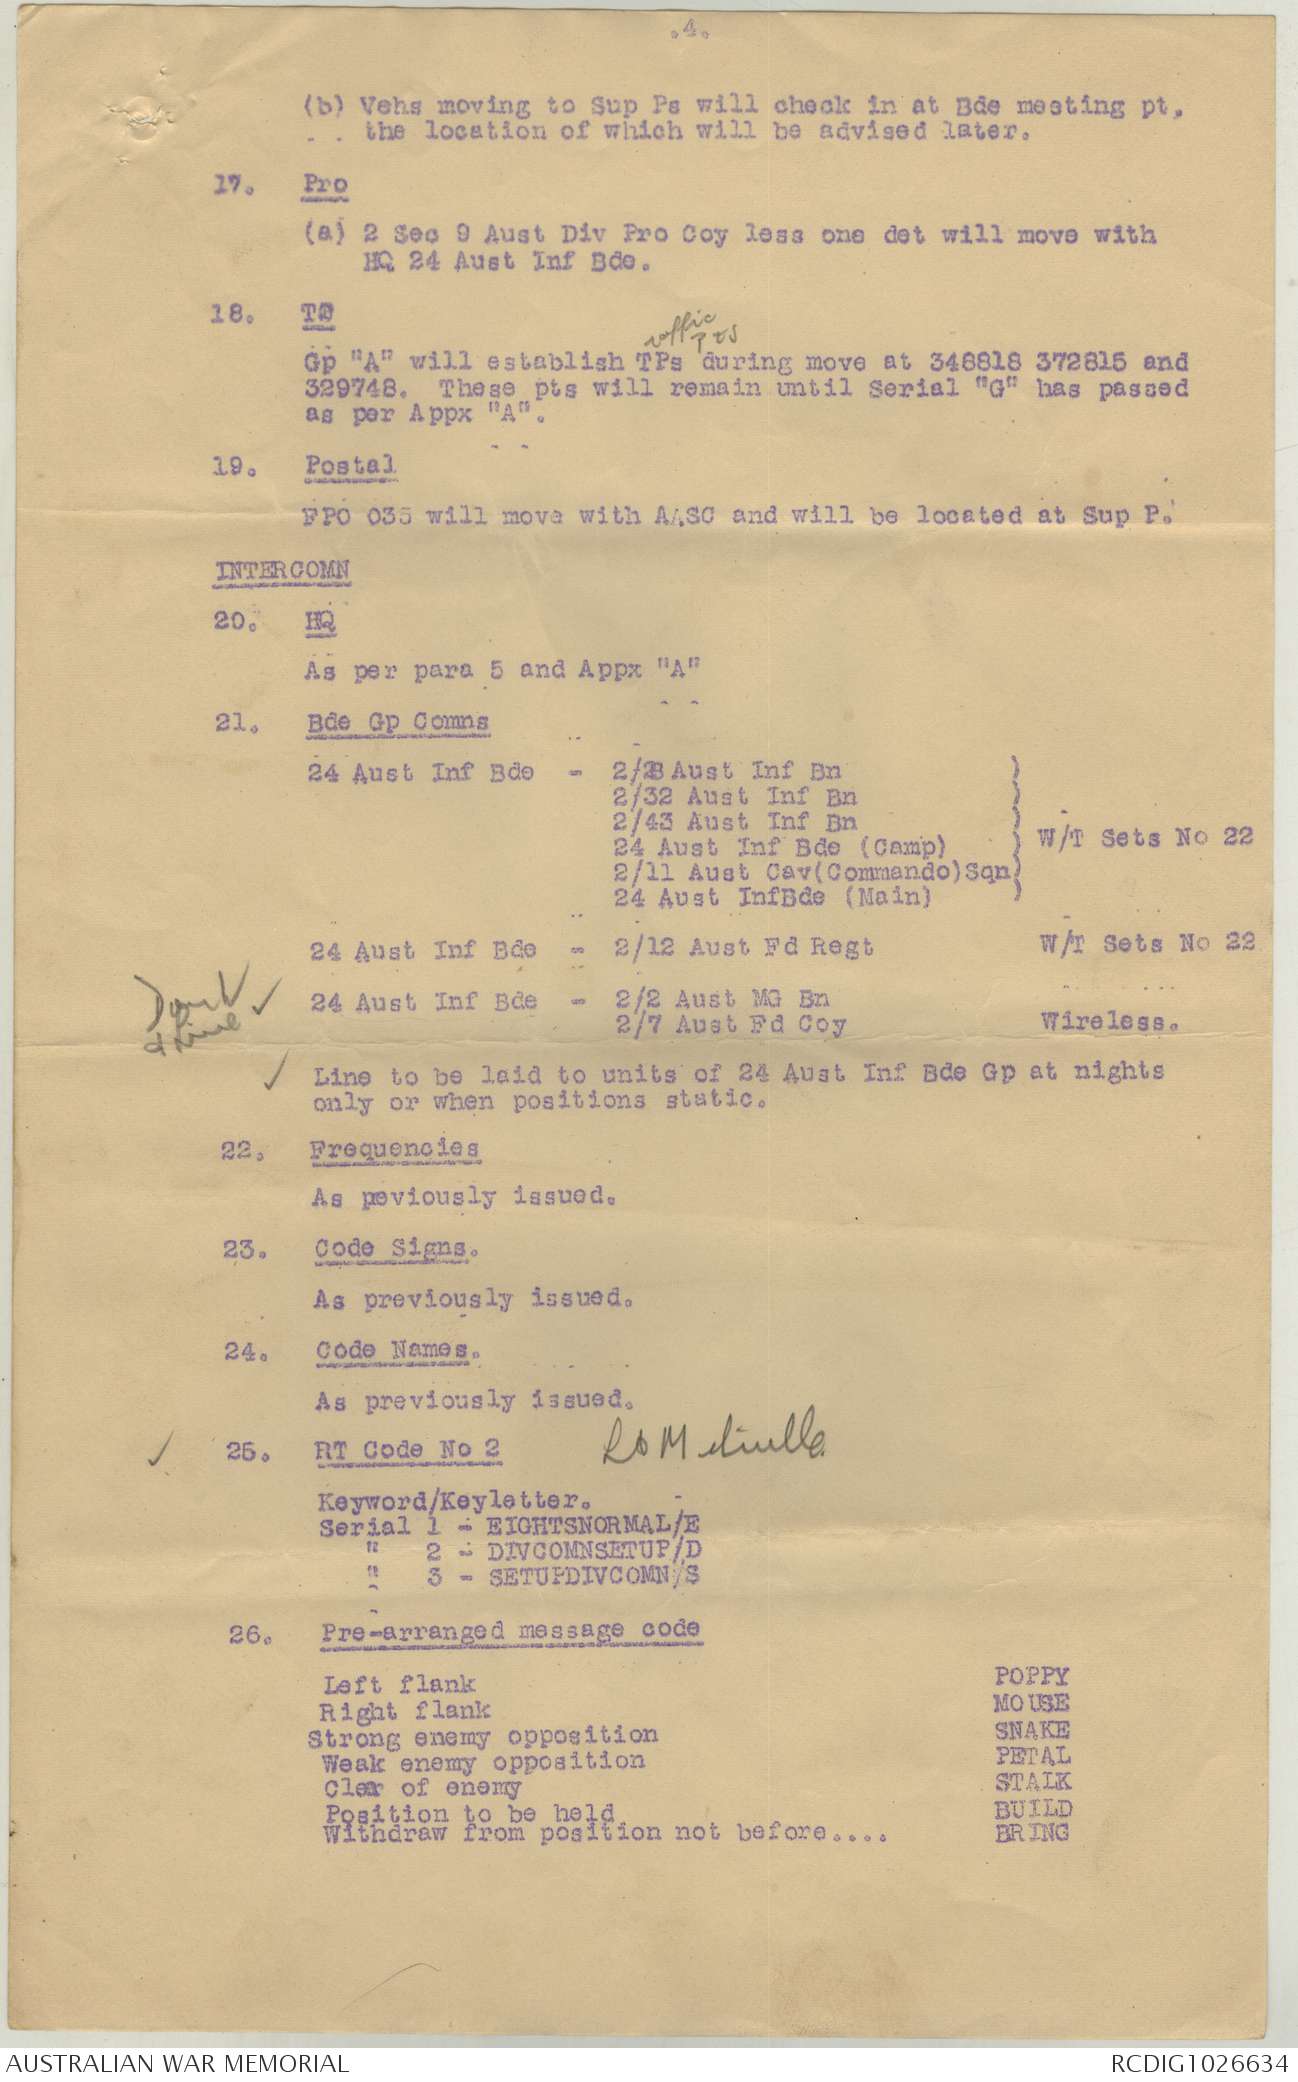 .4.
(b) Vehs moving to Sup Ps will check in at Bde meeting pt,
the location of which will be advised later.
17. Pro
(a) 2 Sec 9 Aust Div Pro Coy less one det will move with
HQ 24 Aust Inf Bde.
18.
traffic
pts
Gp "A" will establish TPs during move at 348818 372815 and
329748. These pts will remain until Serial "G" has passed
as per Appx "A".
19. Postal
FPO 035 will move with AASC and will be located at Sup P.
INTERCOMN
20. HQ
As per para 5 and Appx "A"
21. Bde Gp Comns
24 Aust Inf Bde - 2/28 Aust Inf Bn
2/32 Aust Inf Bn
2/43 Aust Inf Bn
24 Aust Inf Bde (Camp)
W/T Sets No 22
2/11 Aust Cav(Commando)Sqn
24 Aust InfBde (Main)
24 Aust Inf Bde - 2/12 Aust Fd Regt W/T Sets No 22
24 Aust Inf Bde - 2/2 Aust MG Bn
2/7 Aust Fd Coy Wireless.
& Line
Line to be laid to units of 24 Aust Inf Bde Gp at nights
only or when positions static.
22. Frequencies
As peviously issued.
23. Code Signs.
As previously issued.
24. Code Names.
As previously issued.
25. RT Code No 2
Keyword/Keyletter.
Serial 1 - EIGHTSNORMAL/E
" 2 - DIVCOMNSETUP/D
" 3 - SETUPDIVCOMN/S
26. Pre-arranged message code
Left flank POPPY
Right flank MOUSE
Strong enemy opposition SNAKE
Weak enemy opposition PETAL
Clear of enemy STALK
Position to be held BUILD
Withdraw from position not before.... BRING
AUSTRALIAN WAR MEMORIAL RCDIG1026634